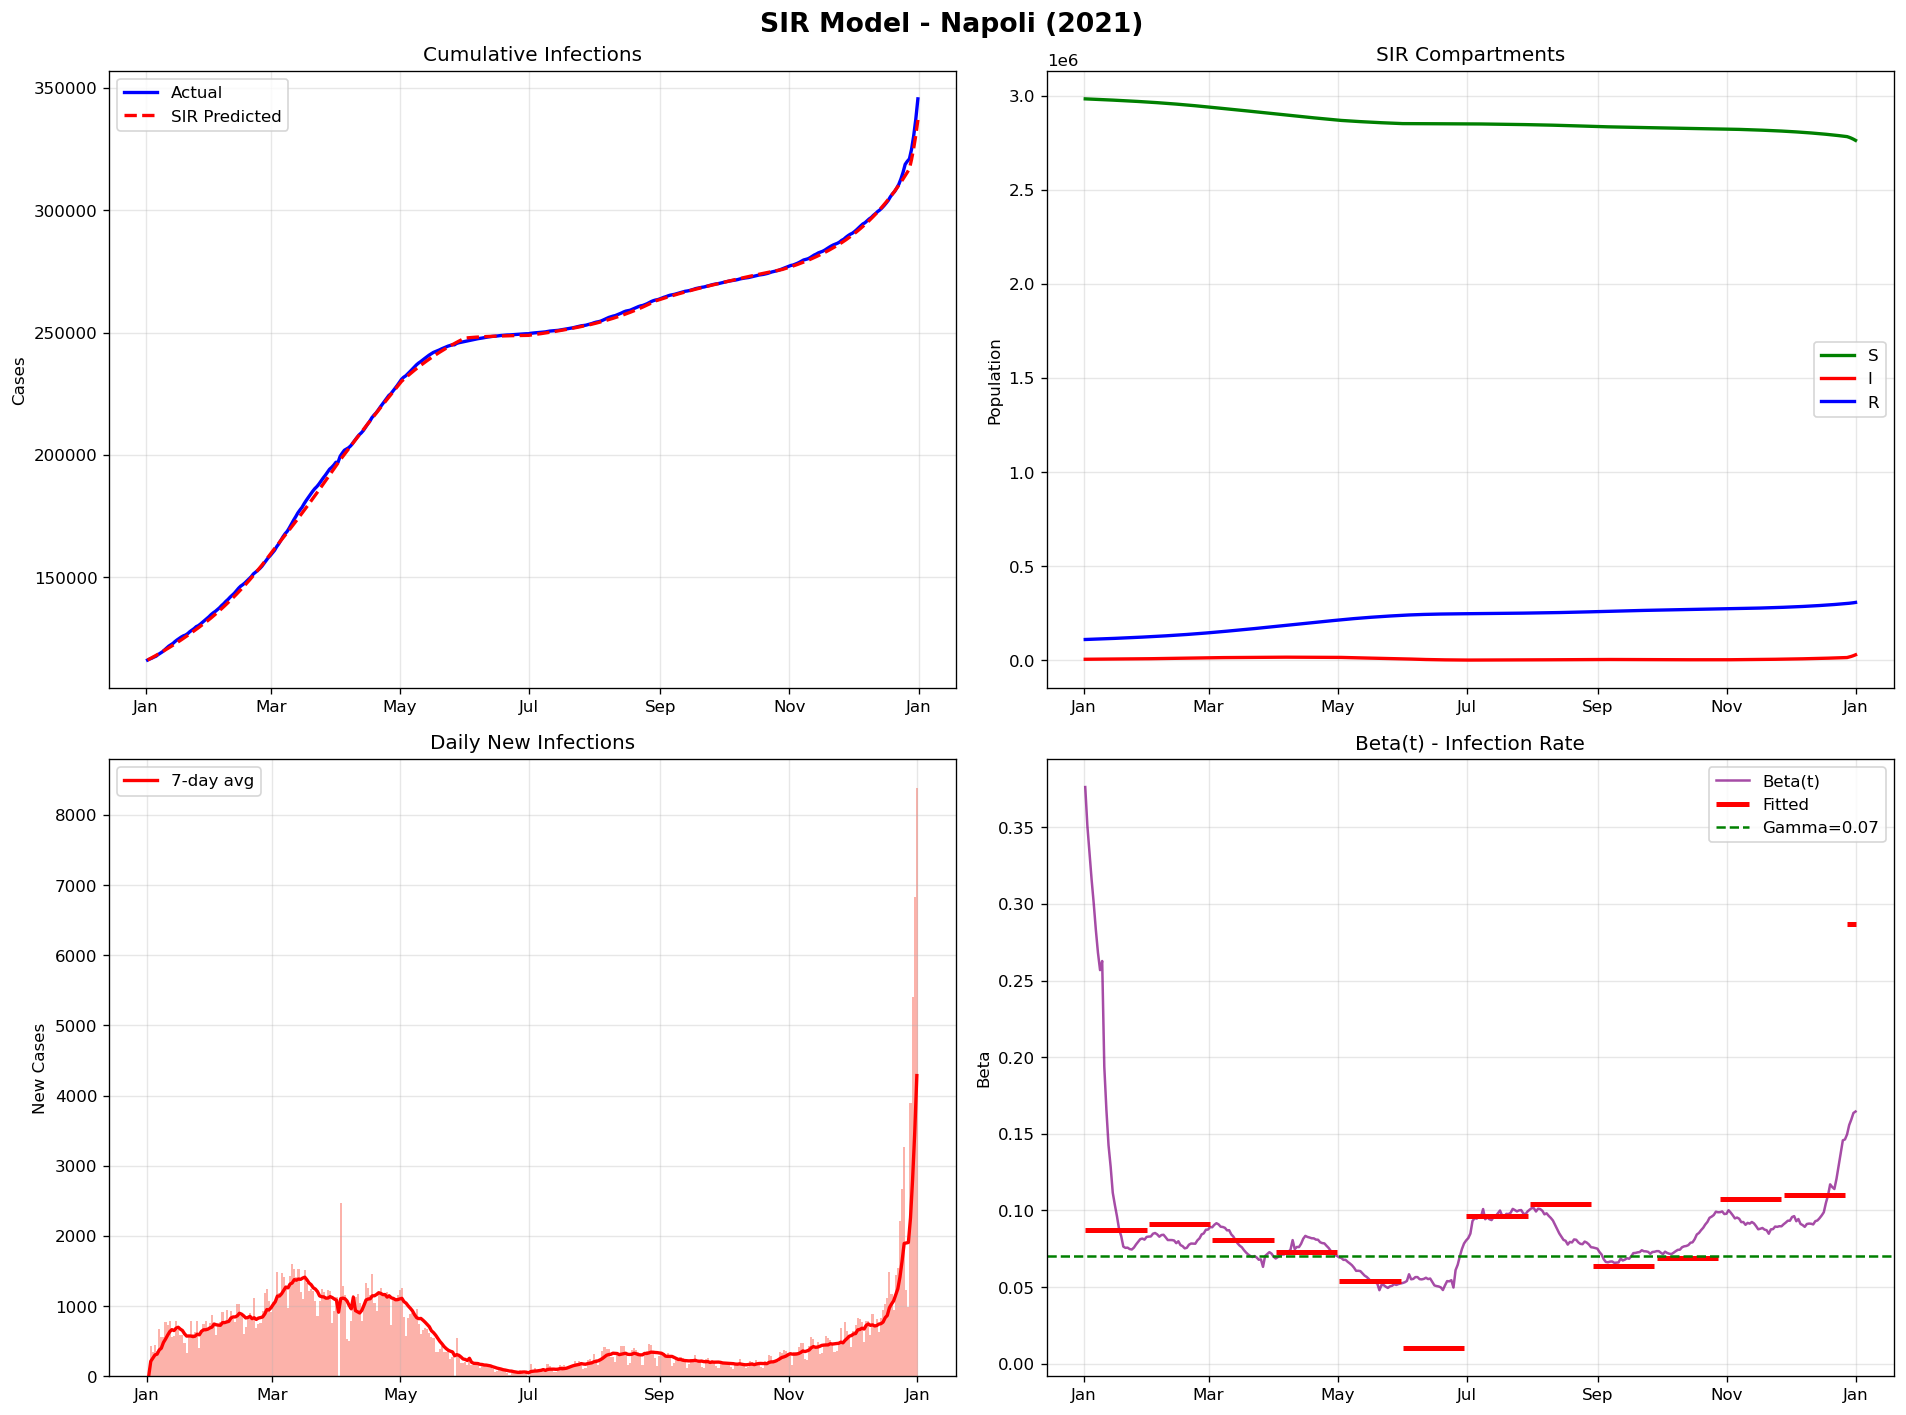 SIR Model - Napoli (2021)
Cumulative Infections
Actual
SIR Predicted
350000
300000
250000
200000
150000
Cases
Jan Mar May Jul Sep Nov Jan
SIR Compartments
1e6
3.0
2.5
2.0
1.5
1.0
0.5
0.0
Population
S
I
R
Jan Mar May Jul Sep Nov Jan
Daily New Infections
7-day avg
8000
7000
6000
5000
4000
3000
2000
1000
0
New Cases
Jan Mar May Jul Sep Nov Jan
Beta(t) - Infection Rate
Beta(t)
Fitted
Gamma=0.07
0.35
0.30
0.25
0.20
0.15
0.10
0.05
0.00
Beta
Jan Mar May Jul Sep Nov Jan